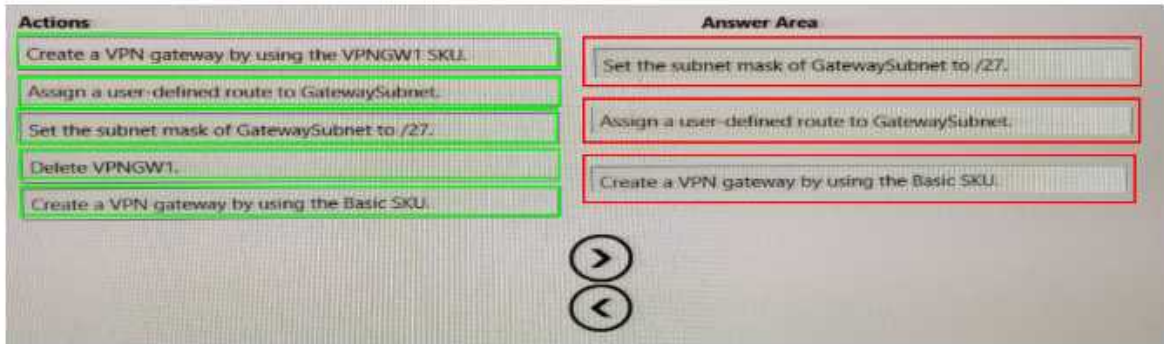 Actions
Answer Area
Create a VPN gateway by using the VPNGW1 SKU.
Assign a user-defined route to GatewaySubnet.
Set the subnet mask of GatewaySubnet to /27.
Delete VPNGW1.
Create a VPN gateway by using the Basic SKU.
Set the subnet mask of GatewaySubnet to /27.
Assign a user-defined route to GatewaySubnet.
Create a VPN gateway by using the Basic SKU.